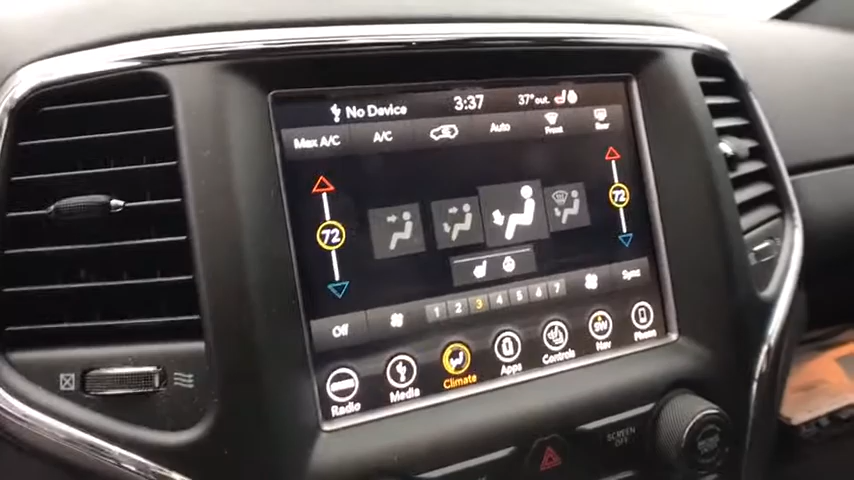 No Device 3:37 37°out
Max A/C A/C Auto Front Rear
72 72
1 2 3 4 5 6 7 Sync
Off
Radio Media Climate Apps Controls Nav Phone
SW
SCREEN
OFF